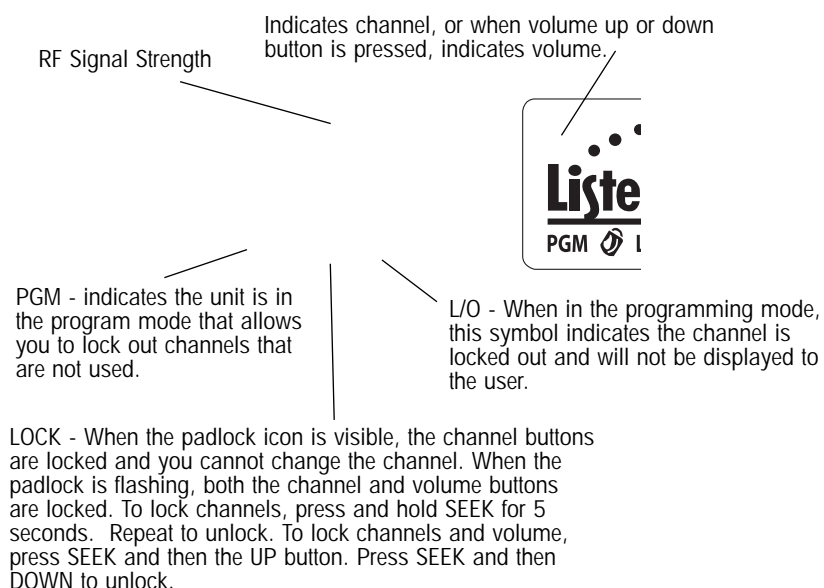 Indicates channel, or when volume up or down
button is pressed, indicates volume.
RF Signal Strength
Liste
PGM L
PGM - indicates the unit is in
the program mode that allows
you to lock out channels that
are not used.
L/O - When in the programming mode,
this symbol indicates the channel is
locked out and will not be displayed to
the user.
LOCK - When the padlock icon is visible, the channel buttons
are locked and you cannot change the channel. When the
padlock is flashing, both the channel and volume buttons
are locked. To lock channels, press and hold SEEK for 5
seconds. Repeat to unlock. To lock channels and volume,
press SEEK and then the UP button. Press SEEK and then
DOWN to unlock.